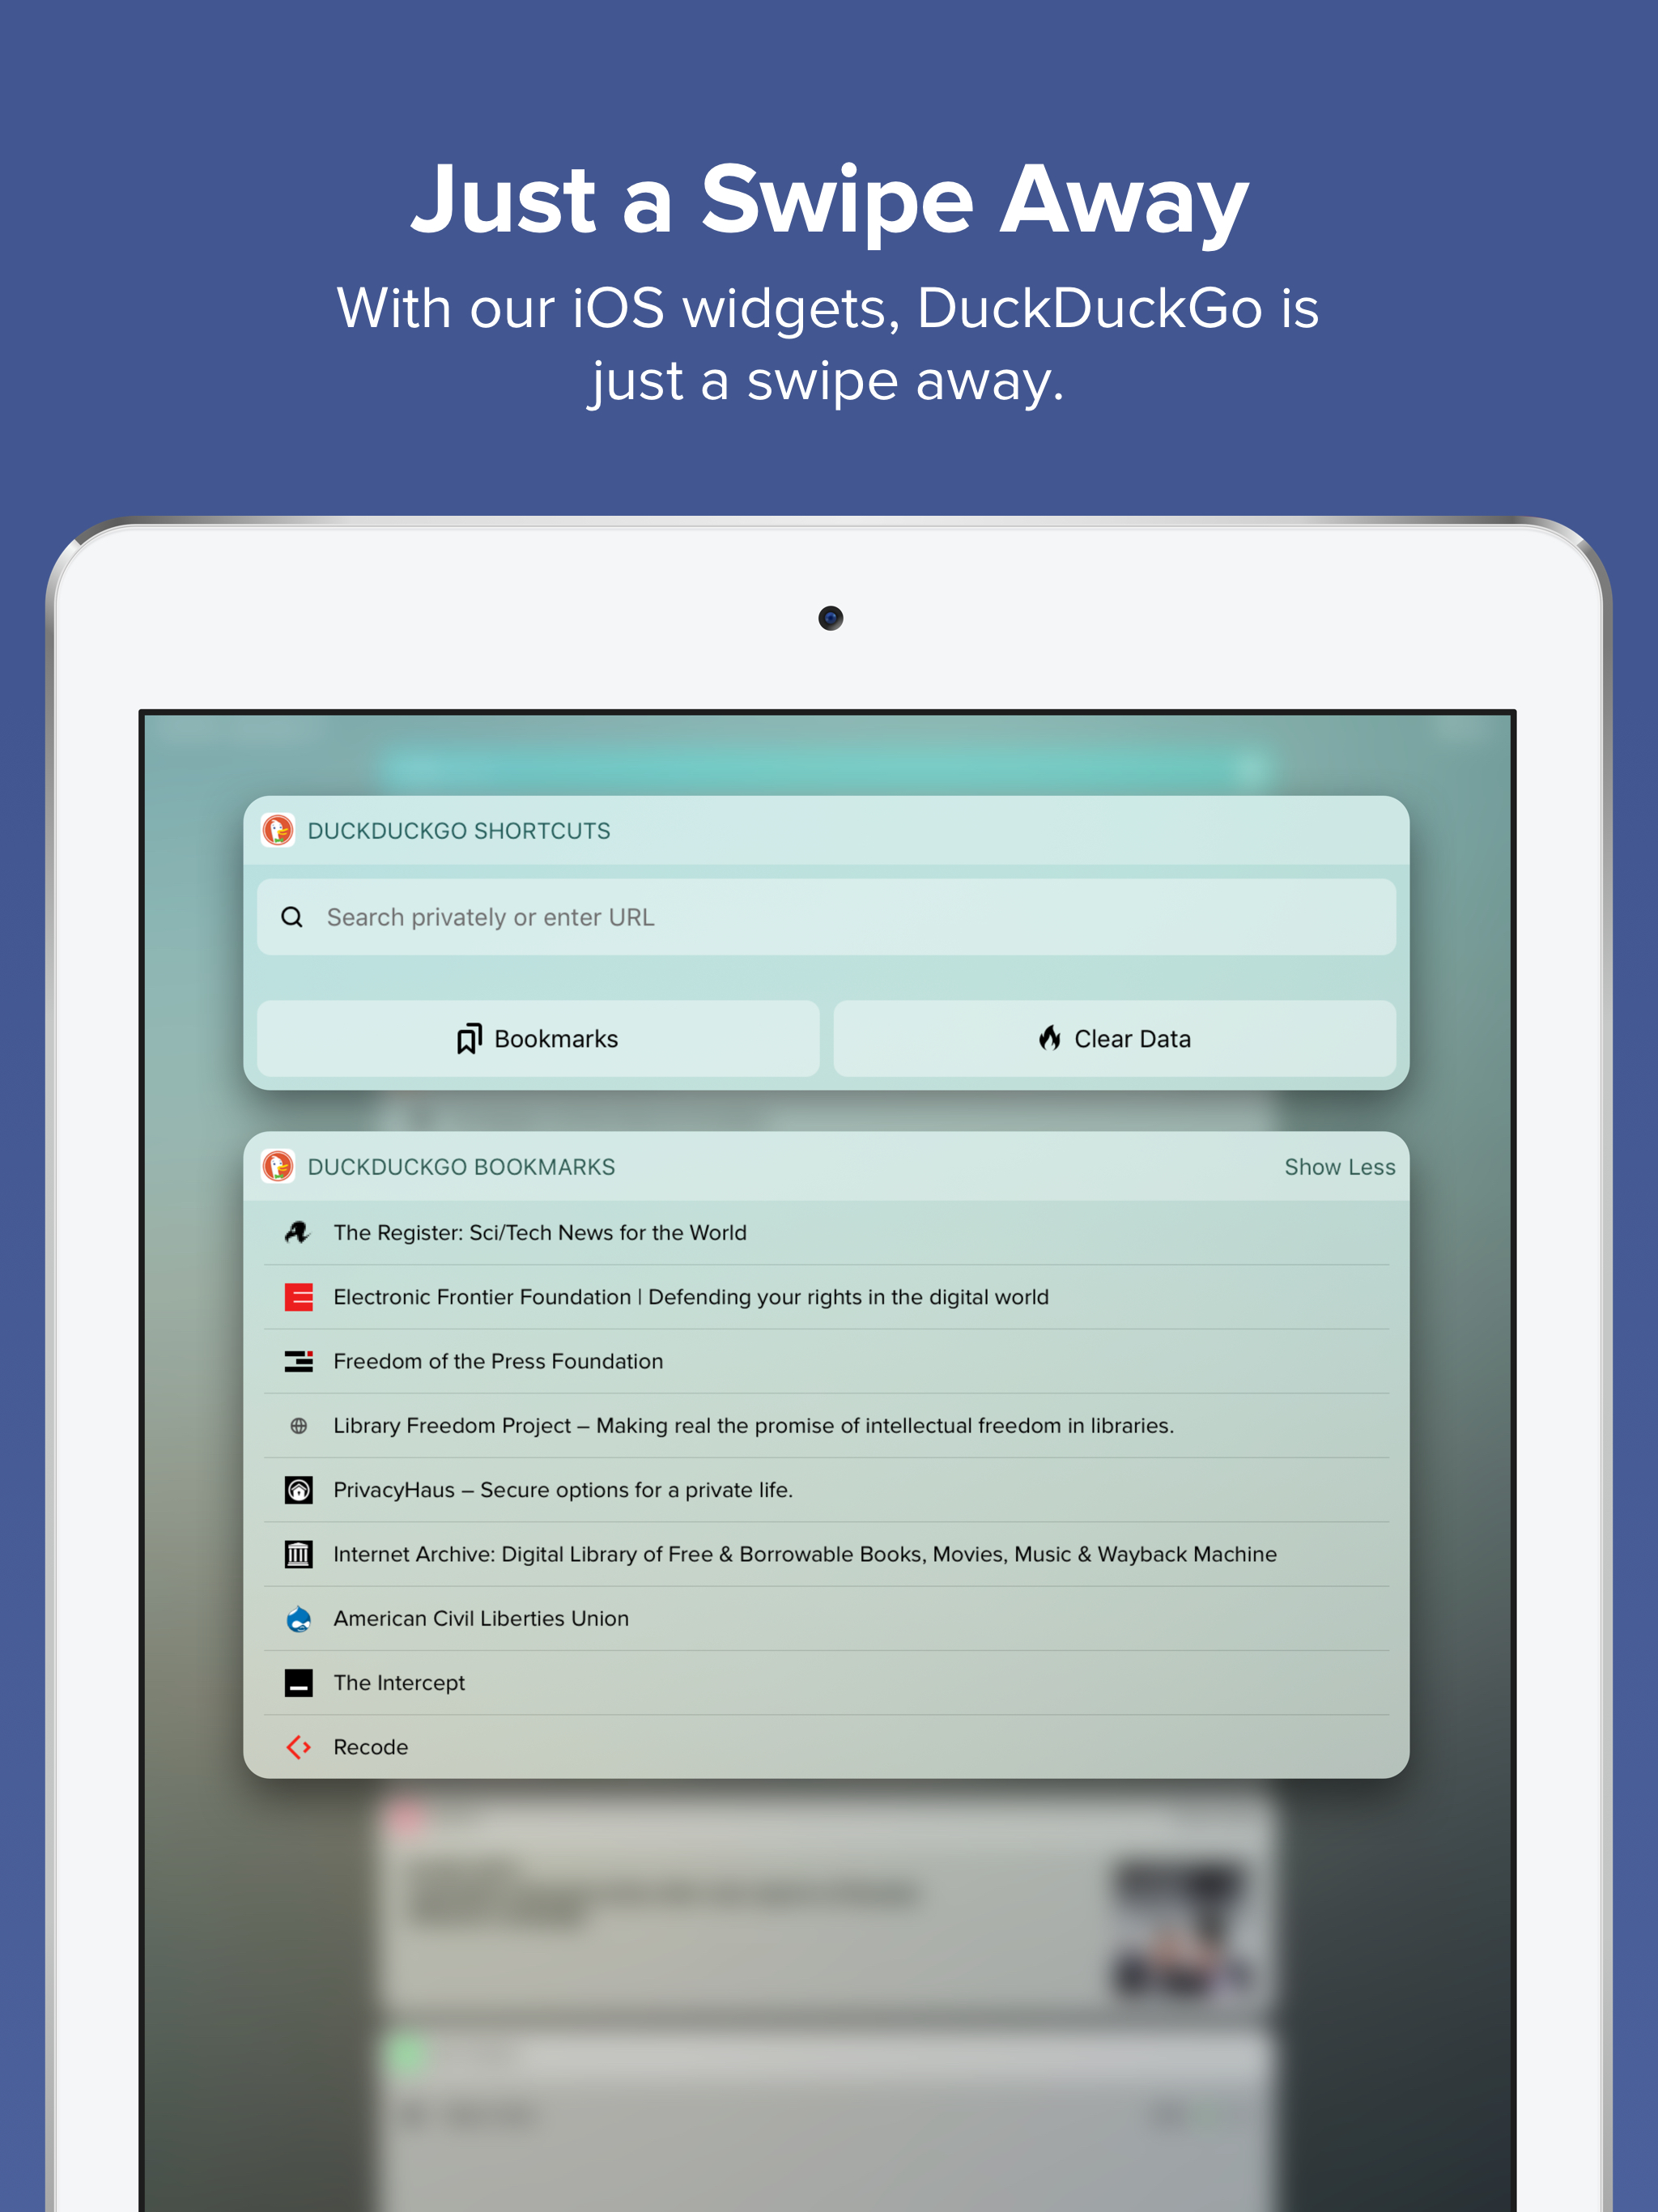 Just a Swipe Away
With our iOS widgets, DuckDuckGo is
just a swipe away.
DUCKDUCKGO SHORTCUTS
Search privately or enter URL
Bookmarks
Clear Data
DUCKDUCKGO BOOKMARKS
Show Less
The Register: Sci/Tech News for the World
Electronic Frontier Foundation | Defending your rights in the digital world
Freedom of the Press Foundation
Library Freedom Project – Making real the promise of intellectual freedom in libraries.
PrivacyHaus – Secure options for a private life.
Internet Archive: Digital Library of Free & Borrowable Books, Movies, Music & Wayback Machine
American Civil Liberties Union
The Intercept
Recode